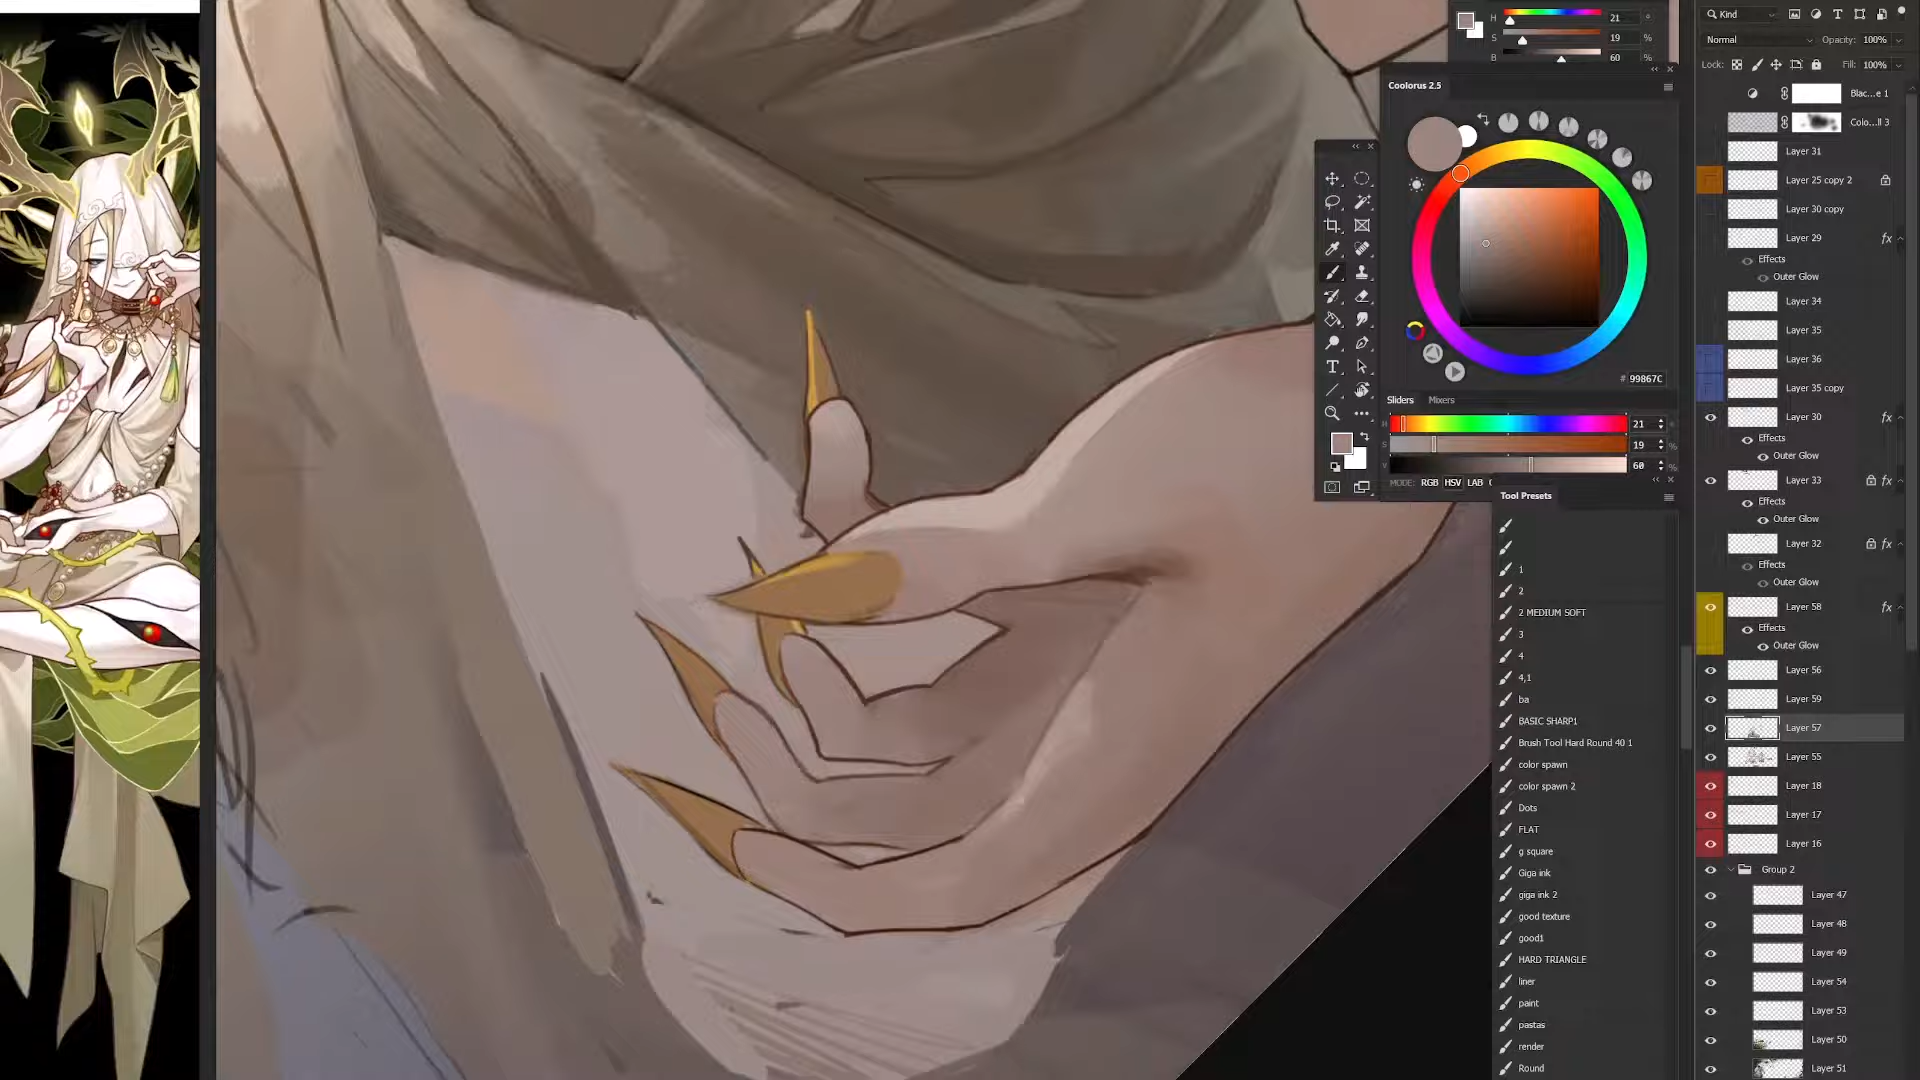 H 21 °
S 19 %
B 60 %
Coolorus 2.5
# 99867C
Sliders Mixers
H 21 °
S 19 %
V 60 %
MODE: RGB HSV LAB
Tool Presets
1
2
2 MEDIUM SOFT
3
4
4,1
ba
BASIC SHARP1
Brush Tool Hard Round 40 1
color spawn
color spawn 2
Dots
FLAT
g square
Giga ink
giga ink 2
good texture
good1
HARD TRIANGLE
liner
paint
pastas
render
Round
Kind
Normal Opacity: 100%
Lock: Fill: 100%
Blac...e 1
Colo...ll 3
Layer 31
Layer 25 copy 2
Layer 30 copy
Layer 29 fx
Effects
Outer Glow
Layer 34
Layer 35
Layer 36
Layer 35 copy
Layer 30 fx
Effects
Outer Glow
Layer 33 fx
Effects
Outer Glow
Layer 32 fx
Effects
Outer Glow
Layer 58 fx
Effects
Outer Glow
Layer 56
Layer 59
Layer 57
Layer 55
Layer 18
Layer 17
Layer 16
Group 2
Layer 47
Layer 48
Layer 49
Layer 54
Layer 53
Layer 50
Layer 51